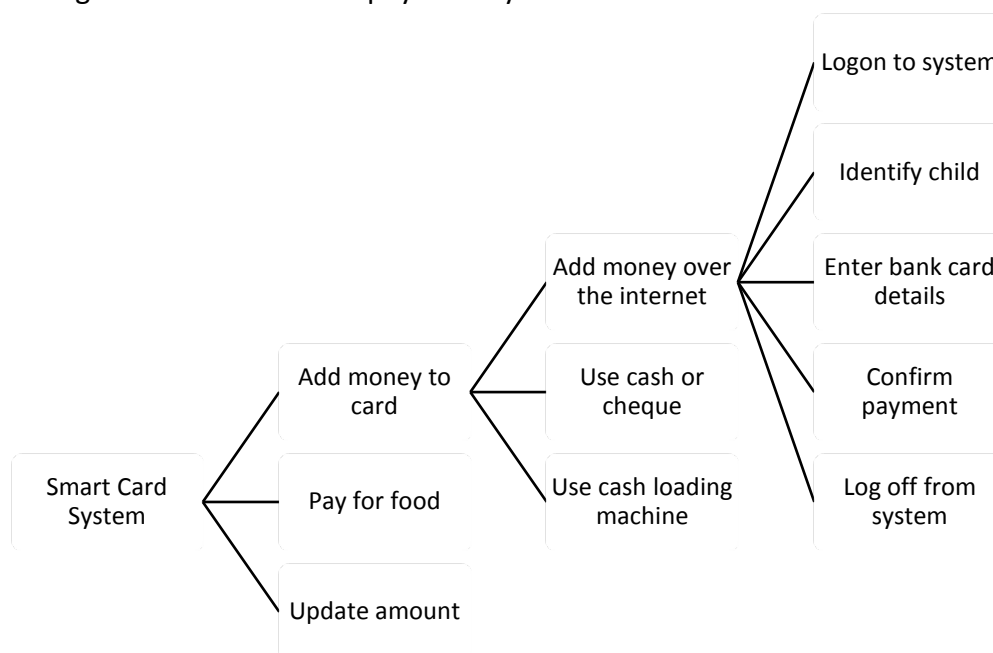 Logon to system
Identify child
Add money over
the internet
Enter bank card
details
Add money to
card
Use cash or
cheque
Confirm
payment
Smart Card
System
Pay for food
Use cash loading
machine
Log off from
system
Update amount